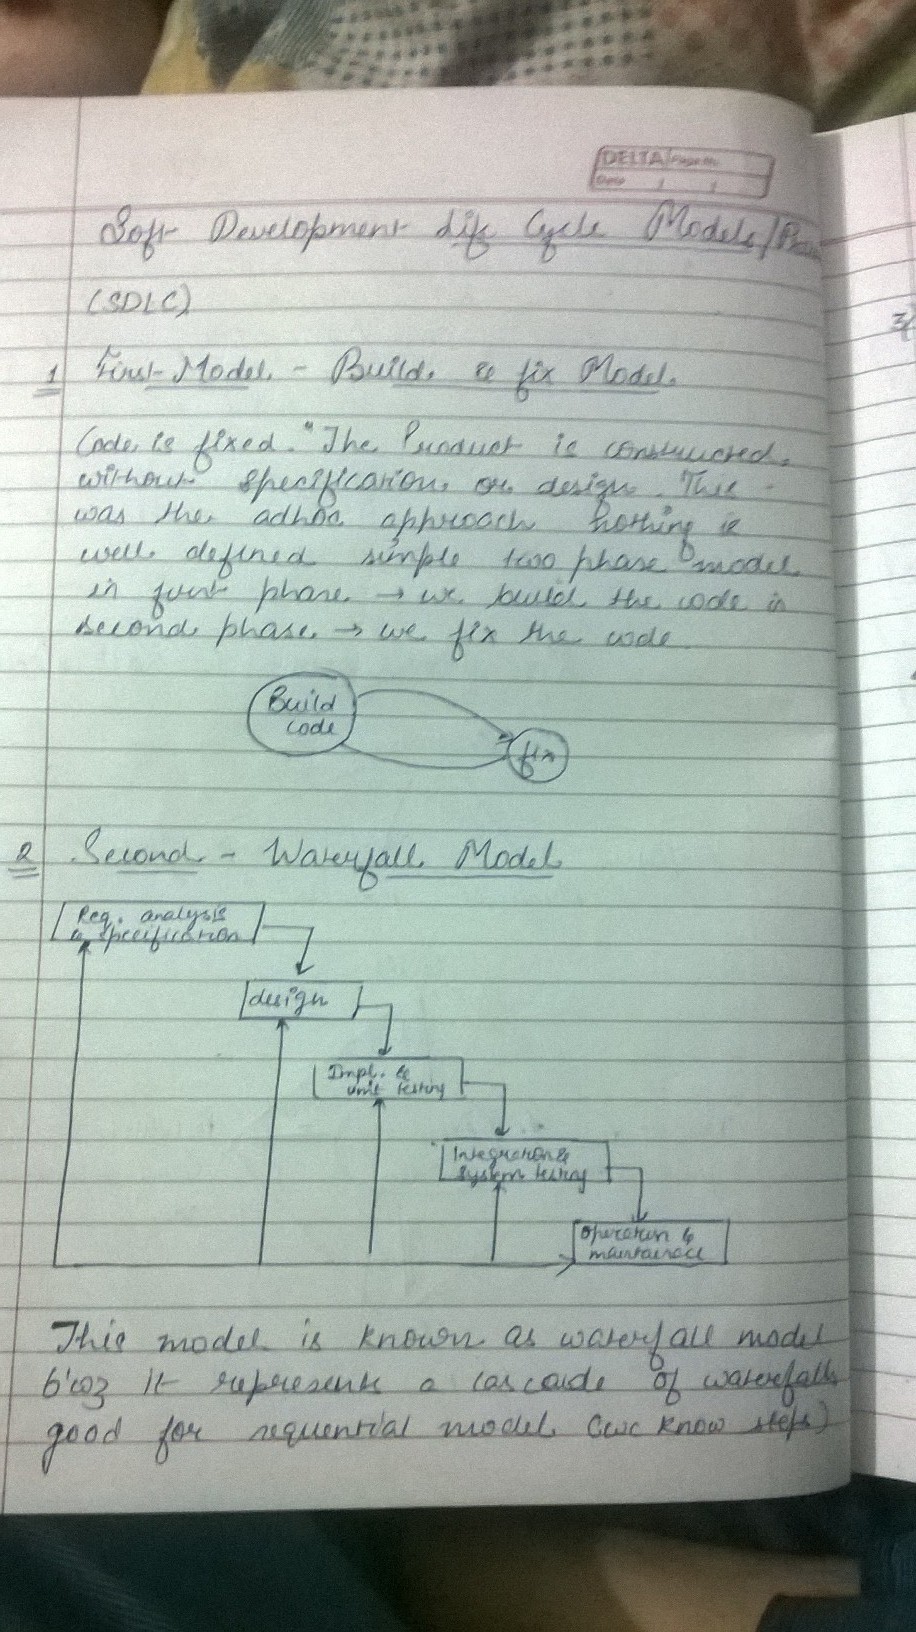 DELTA Page No.
Date / /
Soft Development Life Cycle Models/
(SDLC)
1 First Model - Build & fix Model.
Code is fixed. "The Product is constructed
without specification or design. This
was the adhoc approach nothing is
well defined simple two phase model
in first phase → we build the code in
second phase → we fix the code
Build
code
fix
2 Second - Waterfall Model
Req. analysis
& specification
design
Impl. &
unit testing
Integration &
system testing
Operation &
maintainace
This model is known as waterfall model
b'coz it represents a cascade of waterfalls
good for sequential model (we know steps)